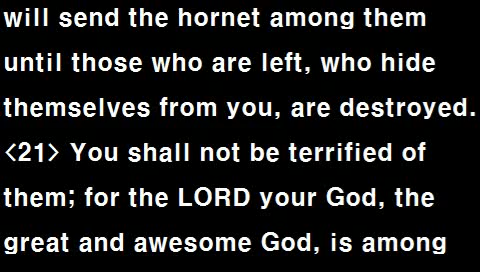 will send the hornet among them
until those who are left, who hide
themselves from you, are destroyed.
<21> You shall not be terrified of
them; for the LORD your God, the
great and awesome God, is among